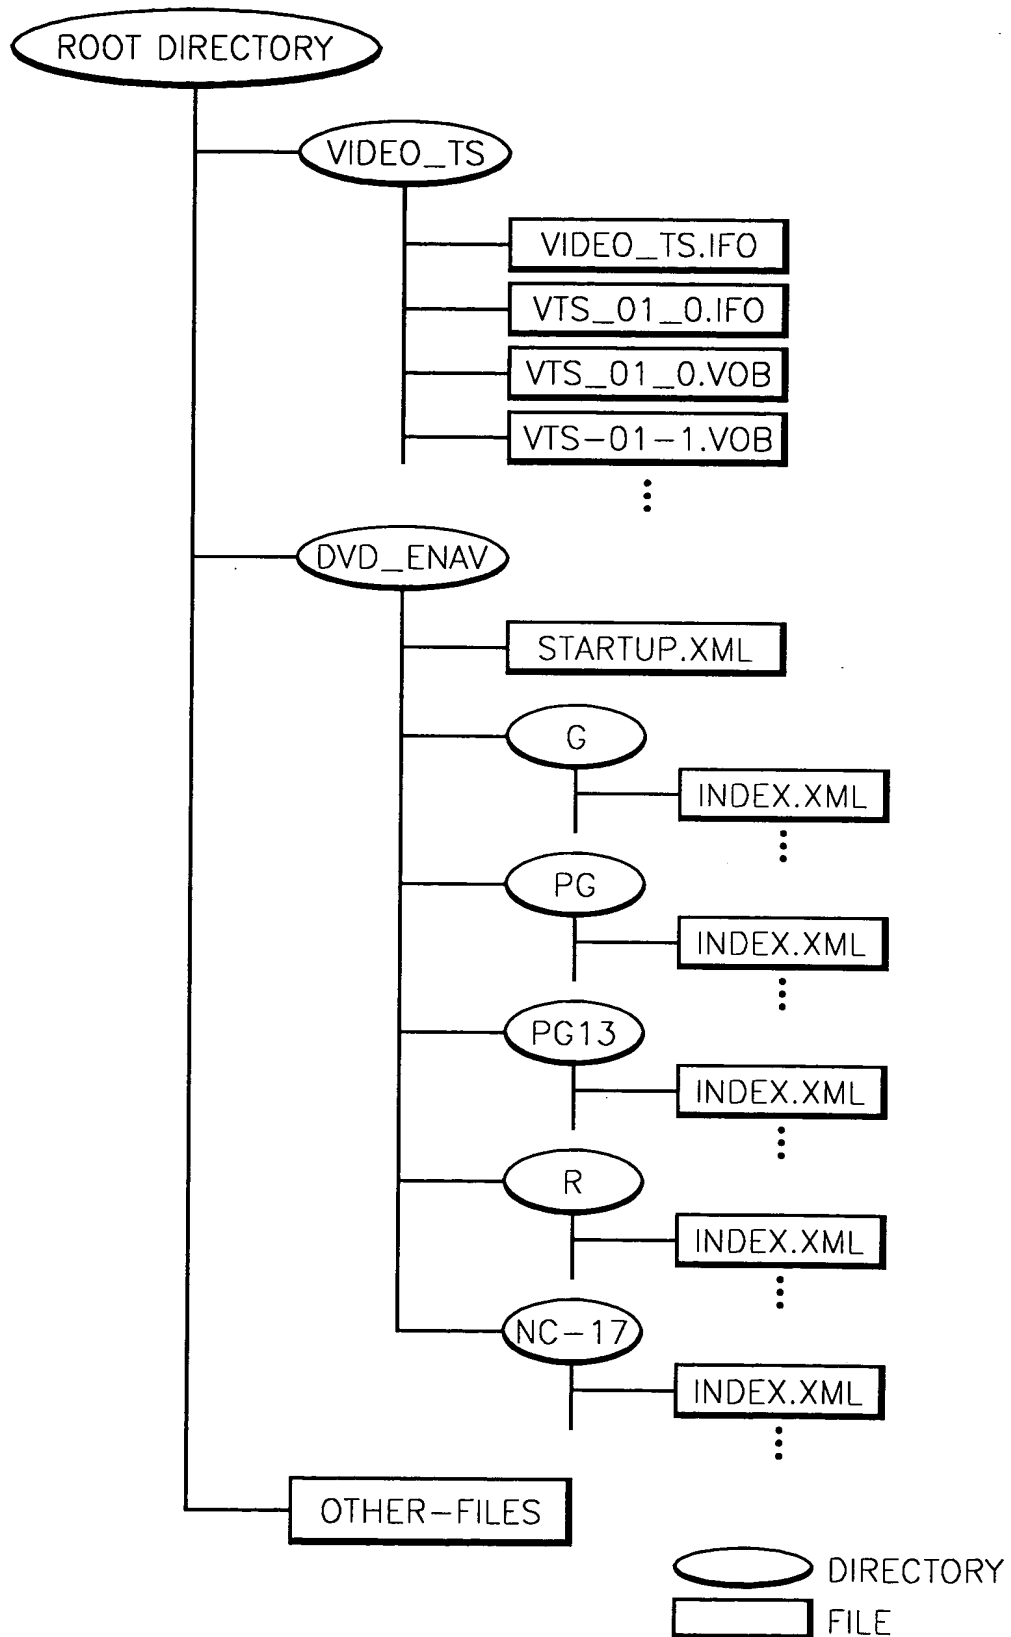 ROOT DIRECTORY
VIDEO_TS
VIDEO_TS.IFO
VTS_01_0.IFO
VTS_01_0.VOB
VTS-01-1.VOB
DVD_ENAV
STARTUP.XML
G
INDEX.XML
PG
INDEX.XML
PG13
INDEX.XML
R
INDEX.XML
NC-17
INDEX.XML
OTHER-FILES
DIRECTORY
FILE